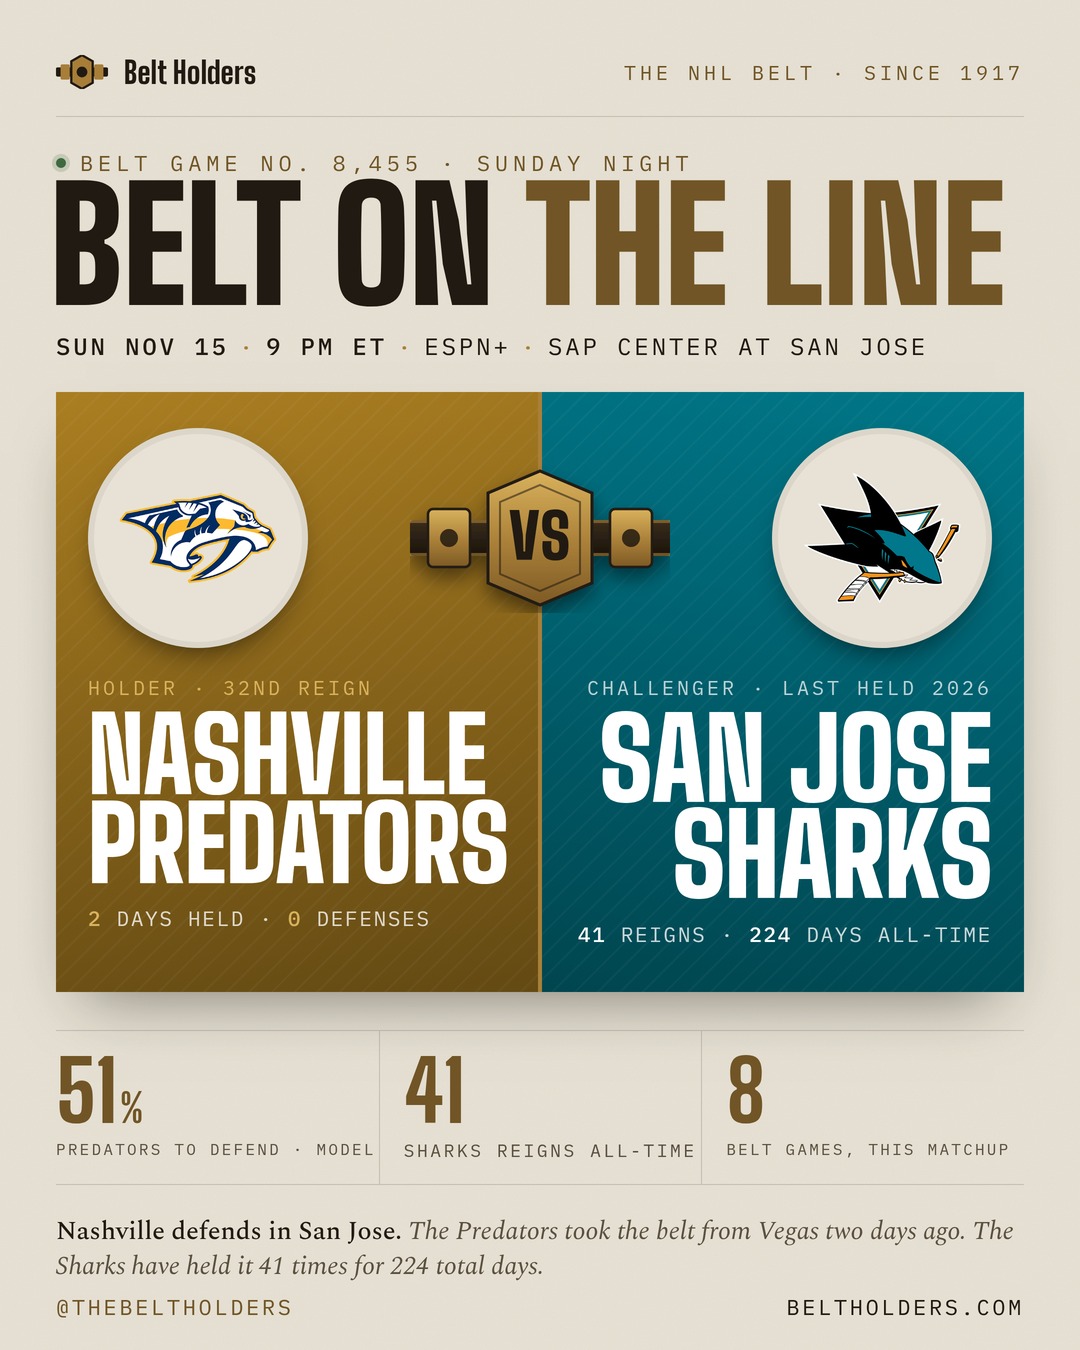 Belt Holders
THE NHL BELT · SINCE 1917
BELT GAME NO. 8,455 · SUNDAY NIGHT
BELT ON THE LINE
SUN NOV 15 · 9 PM ET · ESPN+ · SAP CENTER AT SAN JOSE
VS
HOLDER · 32ND REIGN
NASHVILLE
PREDATORS
2 DAYS HELD · 0 DEFENSES
CHALLENGER · LAST HELD 2026
SAN JOSE
SHARKS
41 REIGNS · 224 DAYS ALL-TIME
51%
PREDATORS TO DEFEND · MODEL
41
SHARKS REIGNS ALL-TIME
8
BELT GAMES, THIS MATCHUP
Nashville defends in San Jose. The Predators took the belt from Vegas two days ago. The
Sharks have held it 41 times for 224 total days.
@THEBELTHOLDERS
BELTHOLDERS.COM